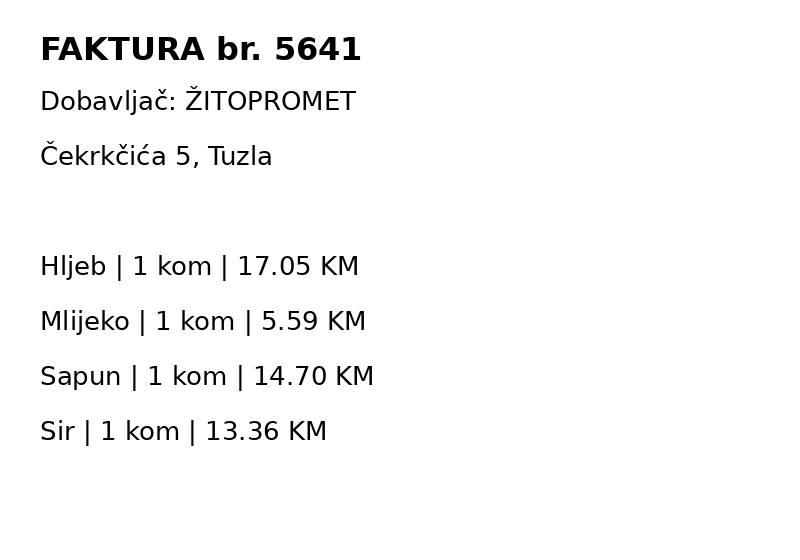 FAKTURA br. 5641
Dobavljač: ŽITOPROMET
Čekrkčića 5, Tuzla
Hljeb | 1 kom | 17.05 KM
Mlijeko | 1 kom | 5.59 KM
Sapun | 1 kom | 14.70 KM
Sir | 1 kom | 13.36 KM